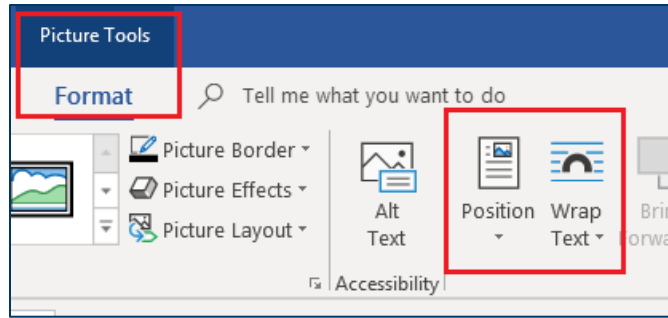 Picture Tools
Format
Tell me what you want to do
Picture Border
Picture Effects
Picture Layout
Alt
Text
Position
Wrap
Text
Accessibility